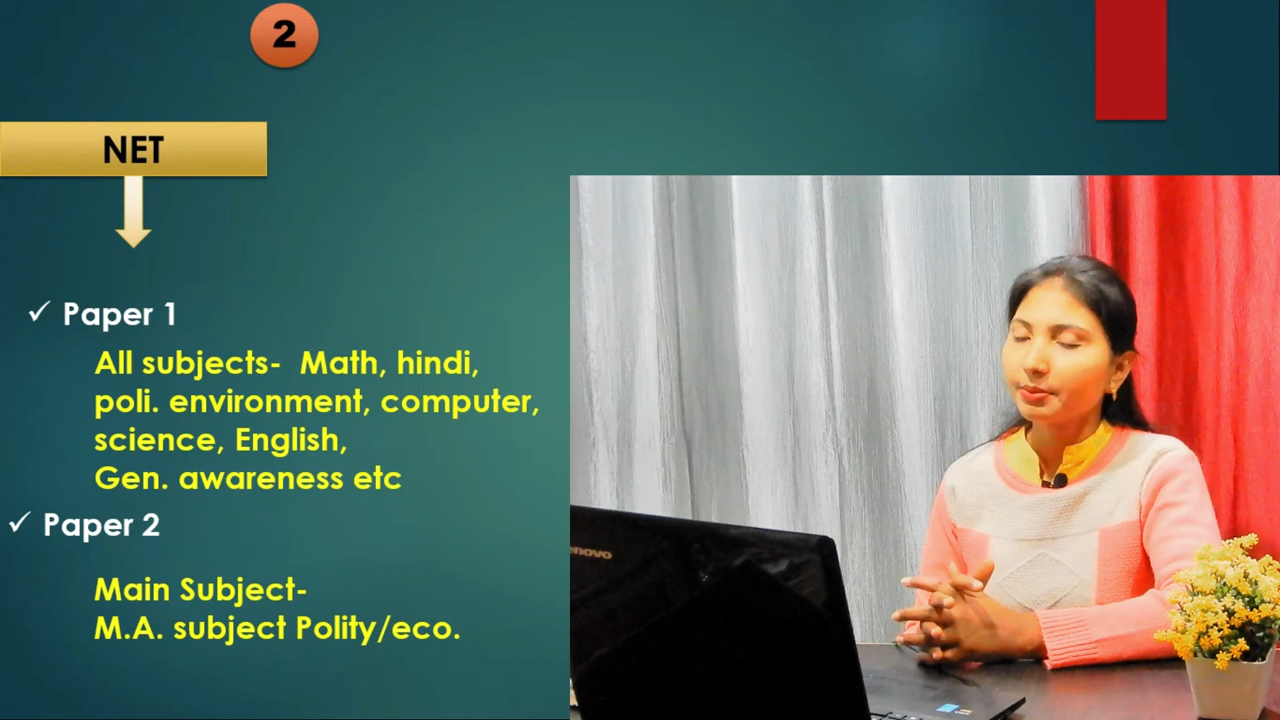 2
NET
Paper 1
All subjects- Math, hindi,
poli. environment, computer,
science, English,
Gen. awareness etc
Paper 2
Main Subject-
M.A. subject Polity/eco.
enovo